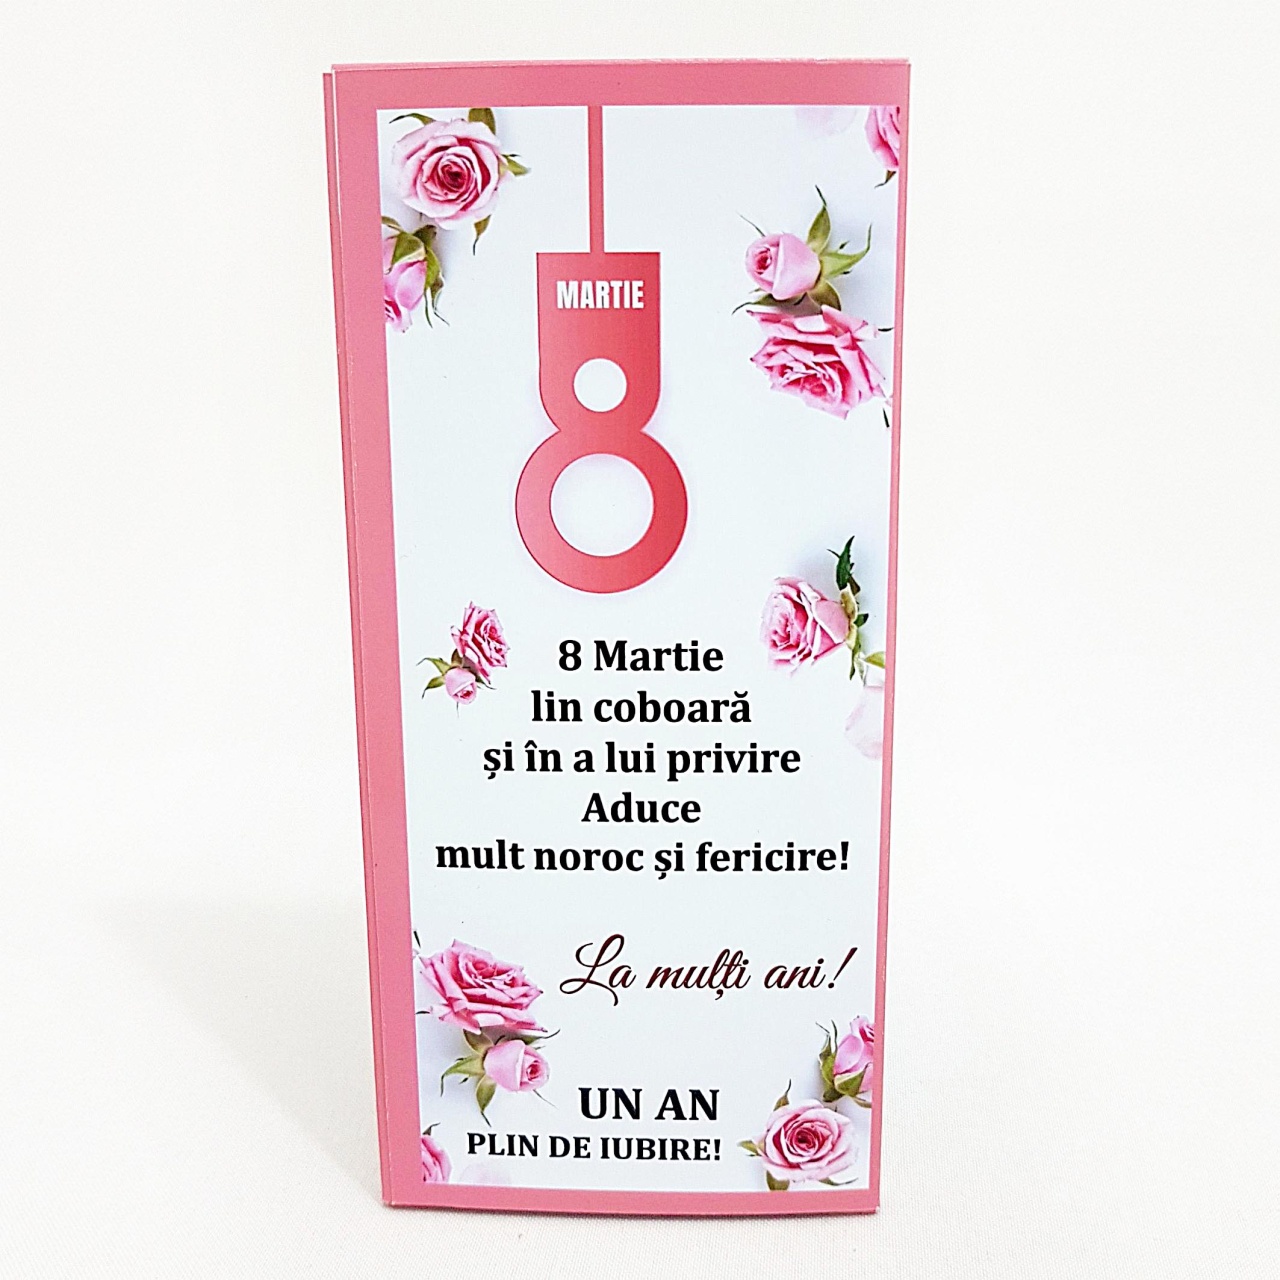 MARTIE
8
8 Martie
lin coboară
și în a lui privire
Aduce
mult noroc și fericire!
La mulți ani!
UN AN
PLIN DE IUBIRE!